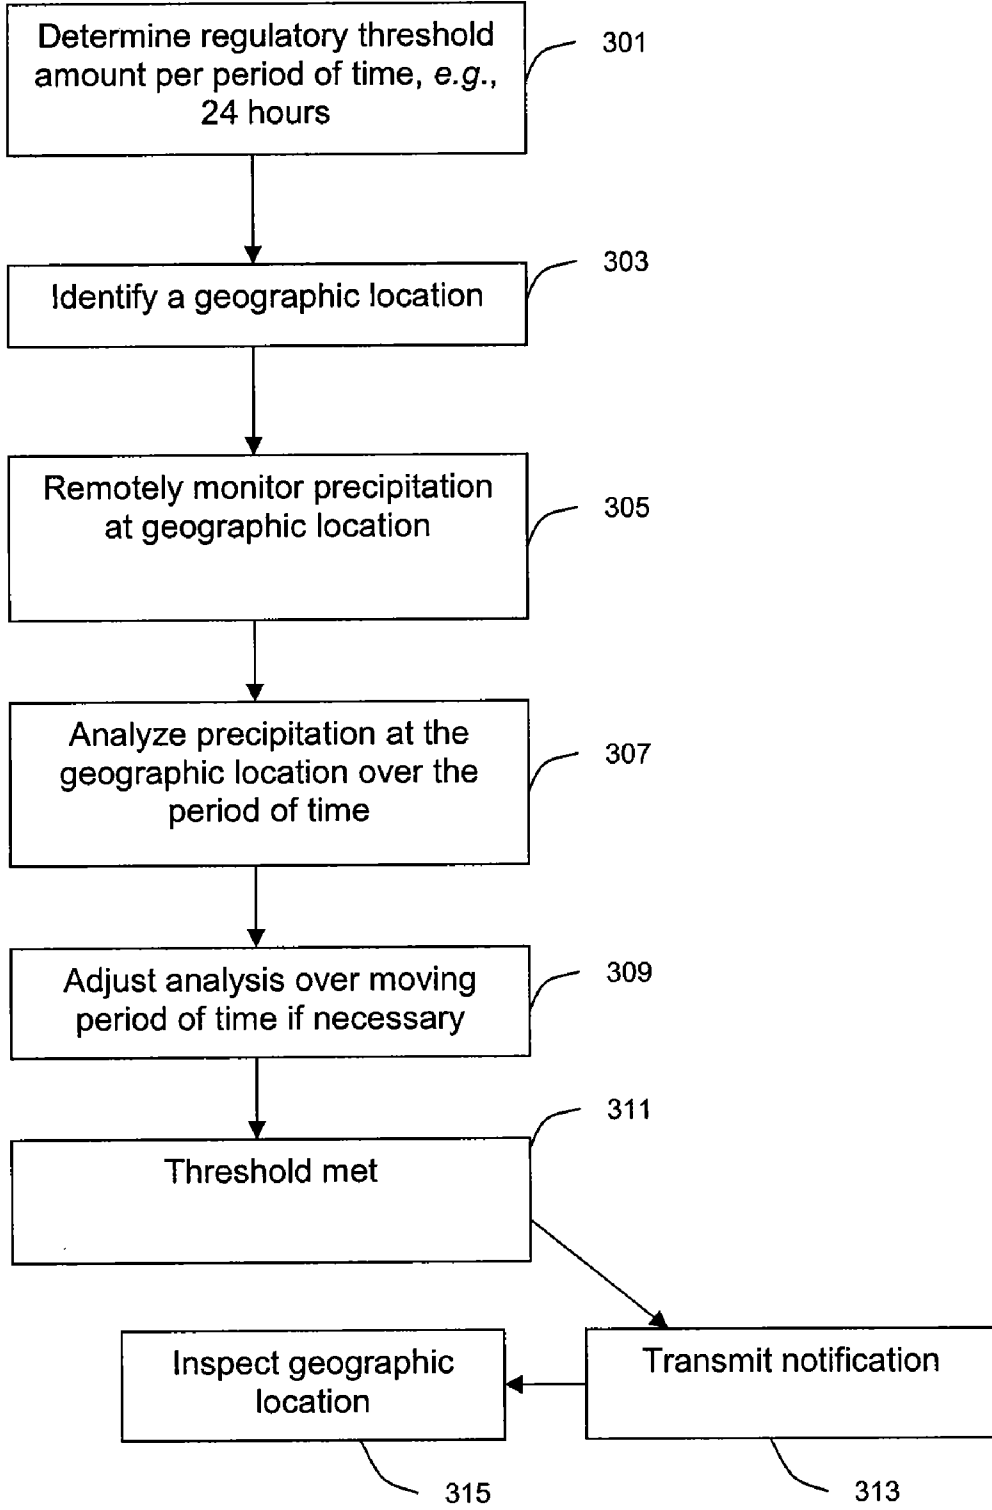 Determine regulatory threshold
amount per period of time, e.g.,
24 hours
301
303
Identify a geographic location
Remotely monitor precipitation
at geographic location
305
Analyze precipitation at the
geographic location over the
period of time
307
Adjust analysis over moving
period of time if necessary
309
311
Threshold met
Inspect geographic
location
Transmit notification
315
313